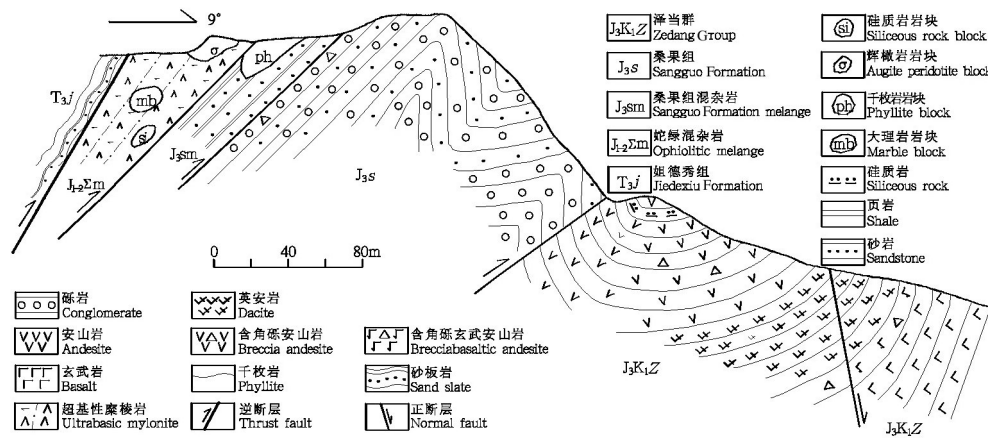 9°
σ
ph
mb
si
T₃j
J₁₋₂Σm
J₃sm
J₃s
0 40 80m
J₃K₁Z
J₃K₁Z
J₃K₁Z 泽当群
Zedang Group
J₃s 桑果组
Sangguo Formation
J₃sm 桑果组混杂岩
Sangguo Formation melange
J₁₋₂Σm 蛇绿混杂岩
Ophiolitic melange
T₃j 姐德秀组
Jiedexiu Formation
si 硅质岩岩块
Siliceous rock block
σ 辉橄岩岩块
Augite peridotite block
ph 千枚岩岩块
Phyllite block
mb 大理岩岩块
Marble block
硅质岩
Siliceous rock
页岩
Shale
砂岩
Sandstone
砾岩
Conglomerate
安山岩
Andesite
玄武岩
Basalt
超基性糜棱岩
Ultrabasic mylonite
英安岩
Dacite
含角砾安山岩
Breccia andesite
千枚岩
Phyllite
逆断层
Thrust fault
含角砾玄武安山岩
Brecciabasaltic andesite
砂板岩
Sand slate
正断层
Normal fault